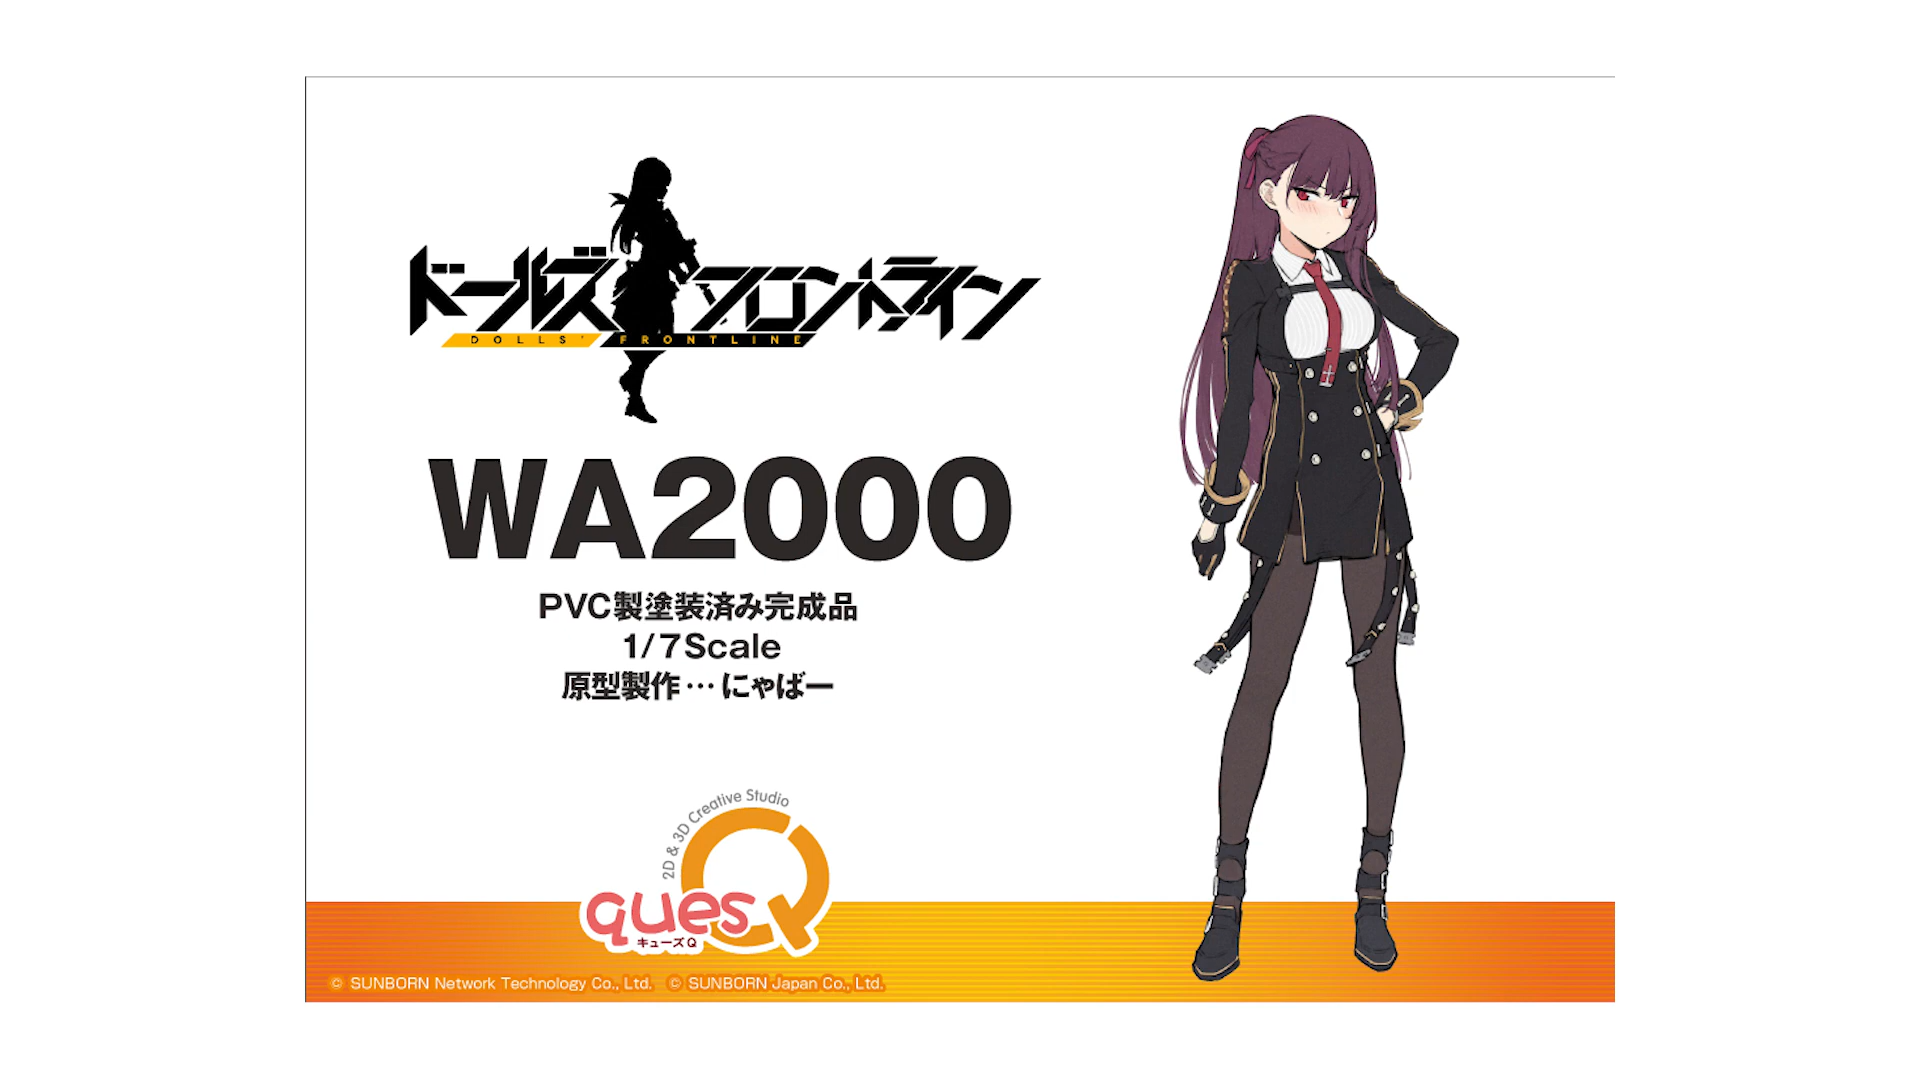 ドールズフロントライン
DOLLS' FRONTLINE
WA2000
PVC製塗装済み完成品
1/7Scale
原型製作…にゃばー
2D & 3D Creative Studio
quesQ
キューズQ
© SUNBORN Network Technology Co., Ltd. © SUNBORN Japan Co., Ltd.